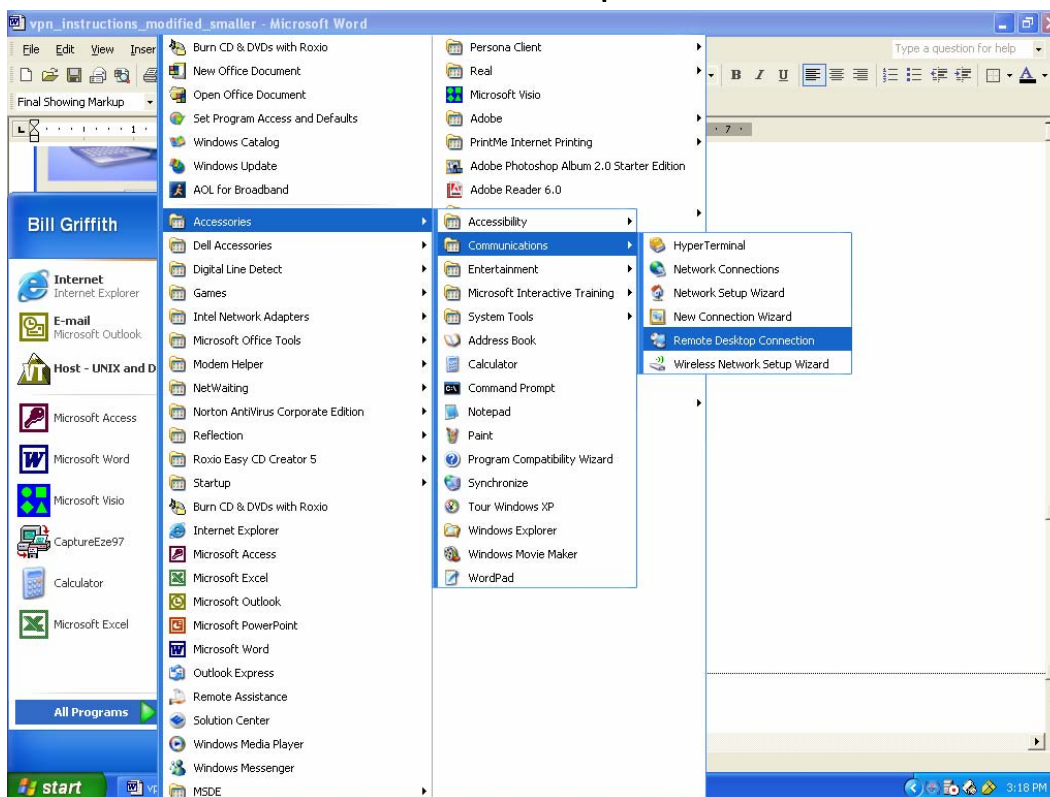 vpn_instructions_modified_smaller - Microsoft Word
File Edit View Inser
Type a question for help
B I U
Final Showing Markup
1
7
Bill Griffith
Internet
Internet Explorer
E-mail
Microsoft Outlook
Host - UNIX and D
Microsoft Access
Microsoft Word
Microsoft Visio
CaptureEze97
Calculator
Microsoft Excel
All Programs
Burn CD & DVDs with Roxio
New Office Document
Open Office Document
Set Program Access and Defaults
Windows Catalog
Windows Update
AOL for Broadband
Accessories
Dell Accessories
Digital Line Detect
Games
Intel Network Adapters
Microsoft Office Tools
Modem Helper
NetWaiting
Norton AntiVirus Corporate Edition
Reflection
Roxio Easy CD Creator 5
Startup
Burn CD & DVDs with Roxio
Internet Explorer
Microsoft Access
Microsoft Excel
Microsoft Outlook
Microsoft PowerPoint
Microsoft Word
Outlook Express
Remote Assistance
Solution Center
Windows Media Player
Windows Messenger
MSDE
Persona Client
Real
Microsoft Visio
Adobe
PrintMe Internet Printing
Adobe Photoshop Album 2.0 Starter Edition
Adobe Reader 6.0
Accessibility
Communications
Entertainment
Microsoft Interactive Training
System Tools
Address Book
Calculator
Command Prompt
Notepad
Paint
Program Compatibility Wizard
Synchronize
Tour Windows XP
Windows Explorer
Windows Movie Maker
WordPad
HyperTerminal
Network Connections
Network Setup Wizard
New Connection Wizard
Remote Desktop Connection
Wireless Network Setup Wizard
start
vp
3:18 PM